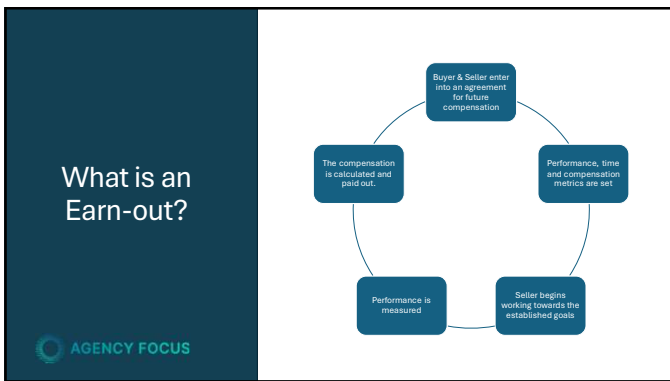 What is an
Earn-out?
AGENCY FOCUS
Buyer & Seller enter
into an agreement
for future
compensation
Performance, time
and compensation
metrics are set
Seller begins
working towards the
established goals
Performance is
measured
The compensation
is calculated and
paid out.